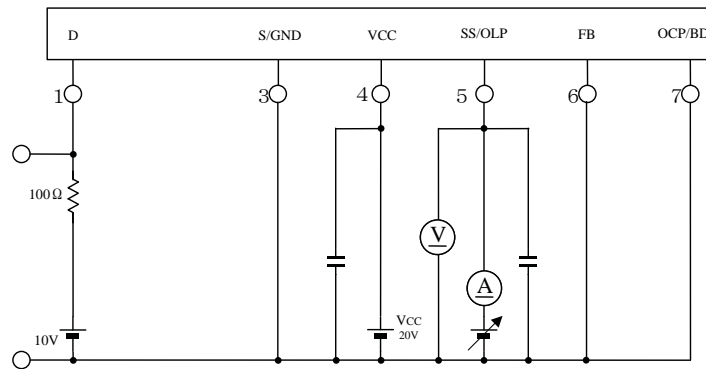 D S/GND VCC SS/OLP FB OCP/BD
1 3 4 5 6 7
100Ω
V
A
10V
VCC
20V